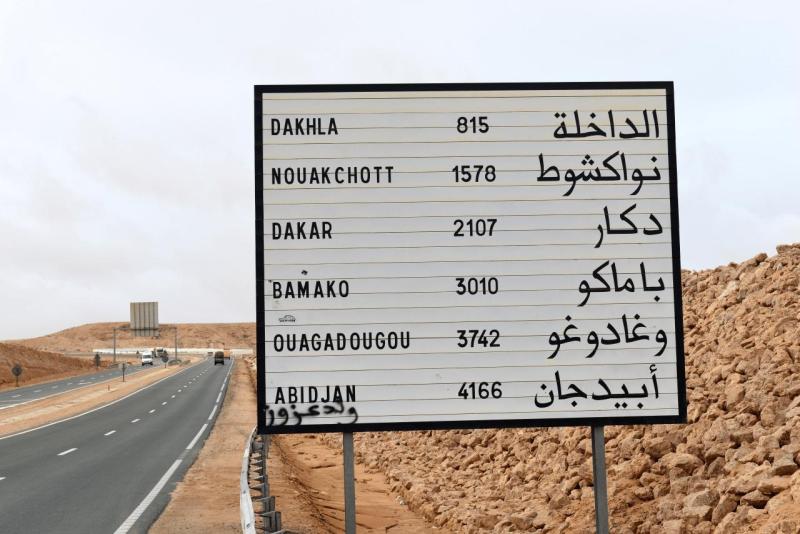 DAKHLA 815 الداخلة
NOUAKCHOTT 1578 نواكشوط
DAKAR 2107 دكار
BAMAKO 3010 باماكو
OUAGADOUGOU 3742 وغادوغو
ABIDJAN 4166 أبيدجان